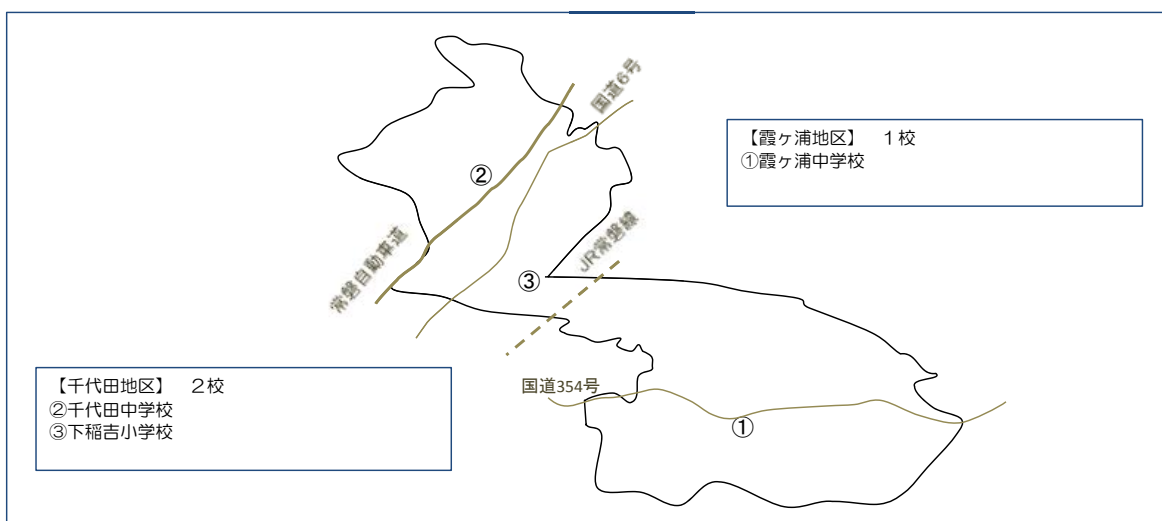 国道6号
②
【霞ヶ浦地区】　１校
①霞ヶ浦中学校
常磐自動車道
JR常磐線
③
【千代田地区】　２校
②千代田中学校
③下稲吉小学校
国道354号
①